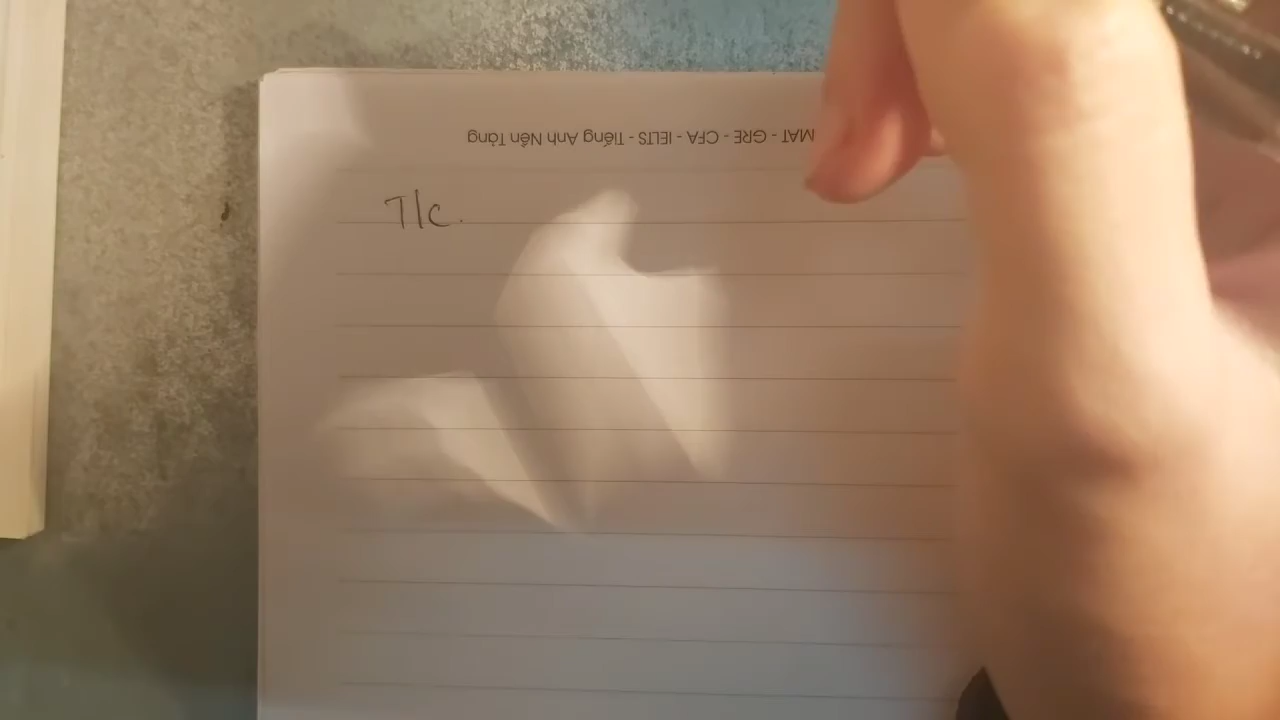 MAT - GRE - CFA - IELTS - Tiếng Anh Nền Tảng
T/c.